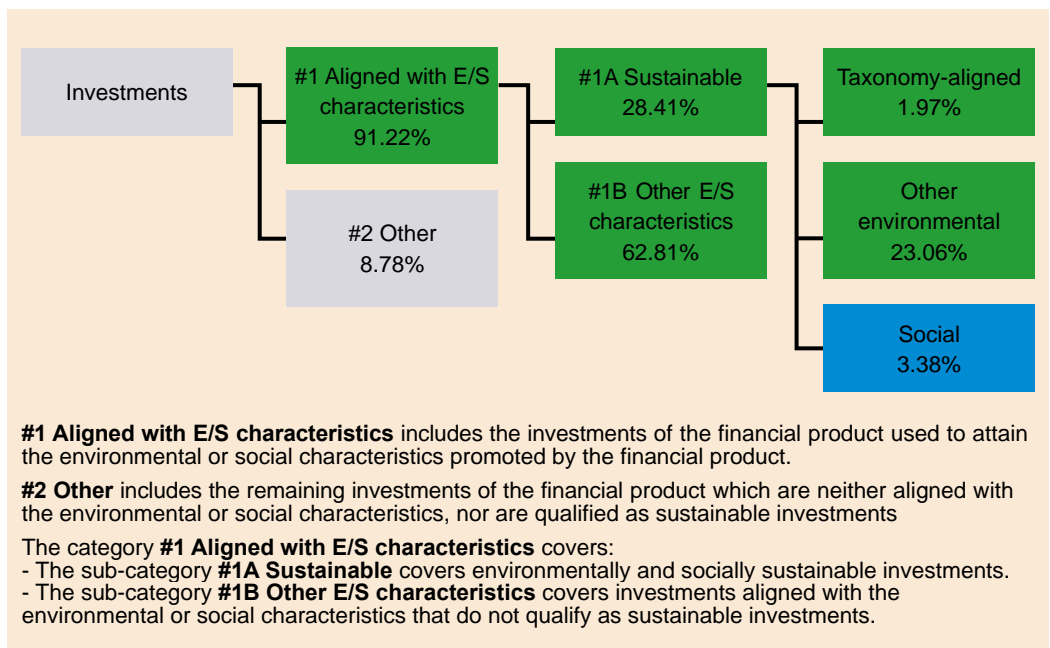 Investments
#1 Aligned with E/S
characteristics
91.22%
#2 Other
8.78%
#1A Sustainable
28.41%
#1B Other E/S
characteristics
62.81%
Taxonomy-aligned
1.97%
Other
environmental
23.06%
Social
3.38%
#1 Aligned with E/S characteristics includes the investments of the financial product used to attain
the environmental or social characteristics promoted by the financial product.
#2 Other includes the remaining investments of the financial product which are neither aligned with
the environmental or social characteristics, nor are qualified as sustainable investments
The category #1 Aligned with E/S characteristics covers:
- The sub-category #1A Sustainable covers environmentally and socially sustainable investments.
- The sub-category #1B Other E/S characteristics covers investments aligned with the
environmental or social characteristics that do not qualify as sustainable investments.